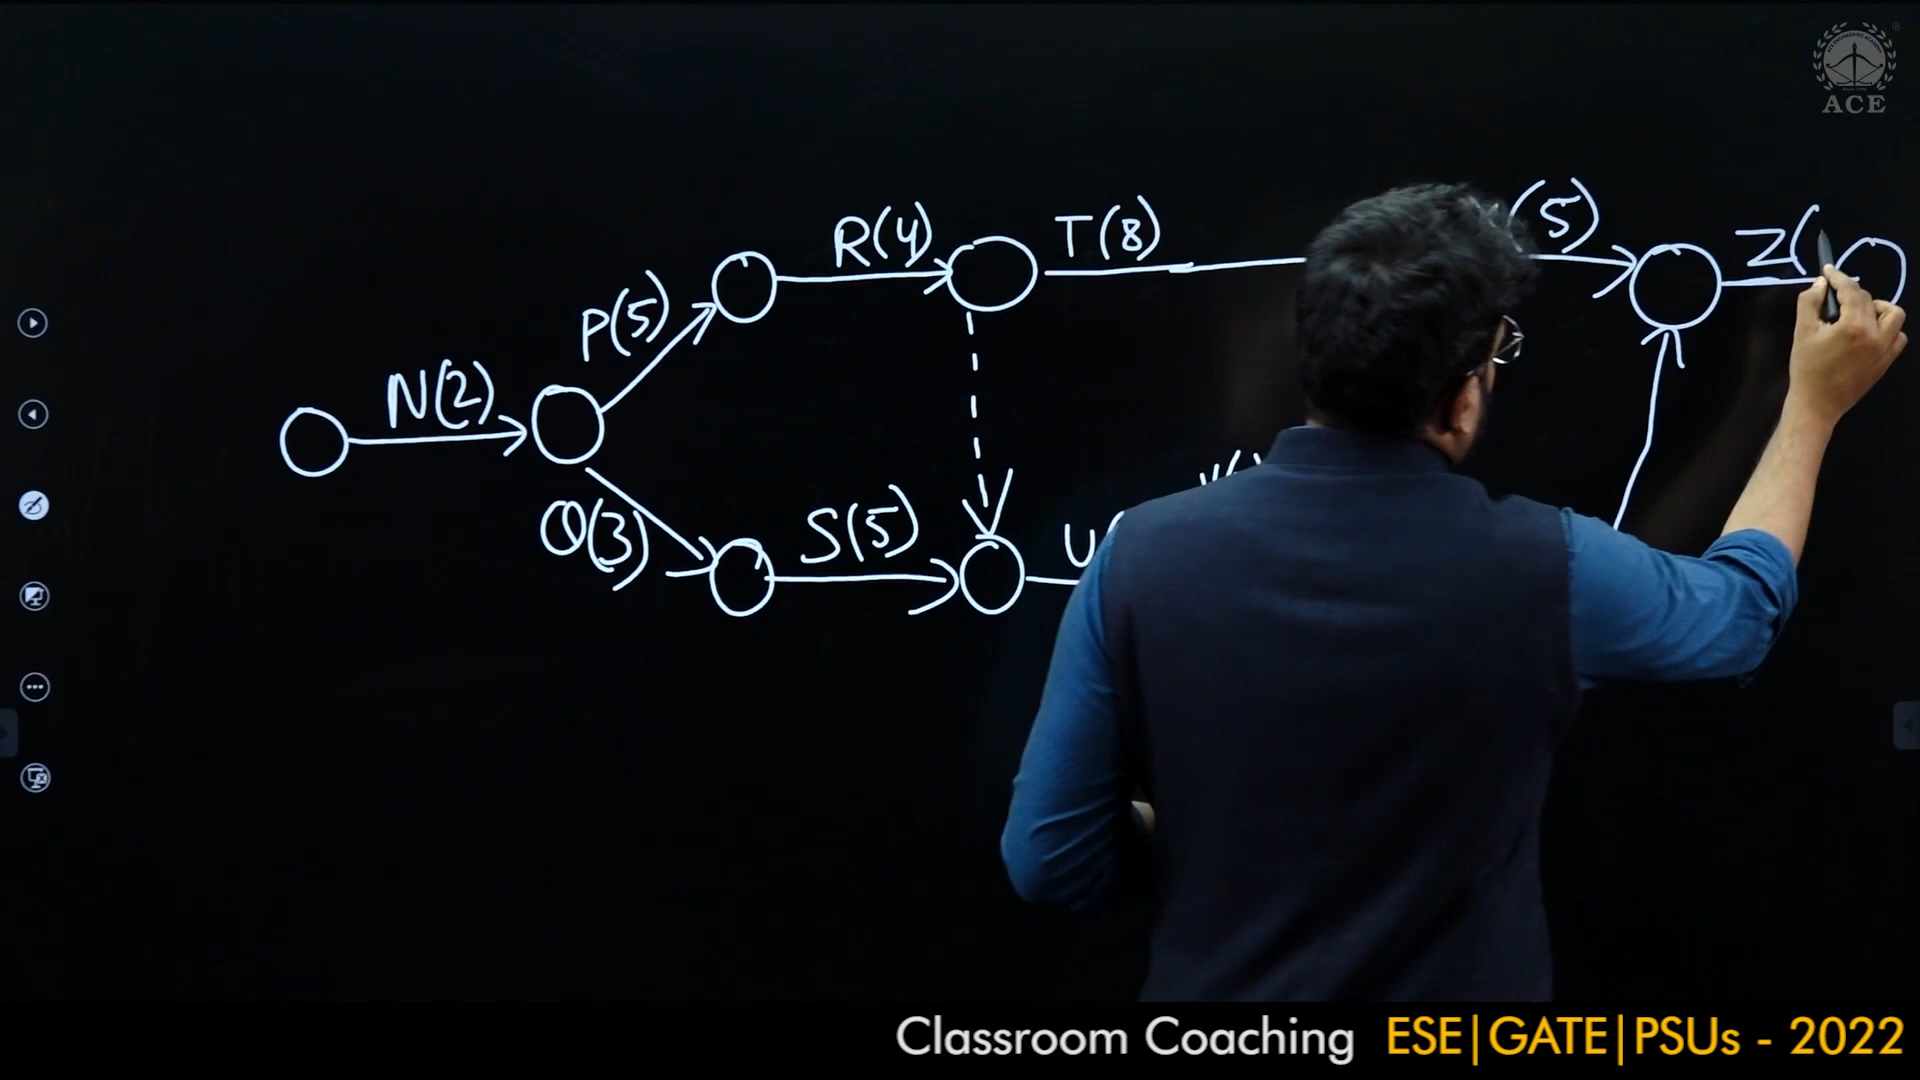 ACE
R(4) T(8) (5) Z(
P(5)
N(2)
Q(3) S(5) U(
Classroom Coaching ESE|GATE|PSUs - 2022